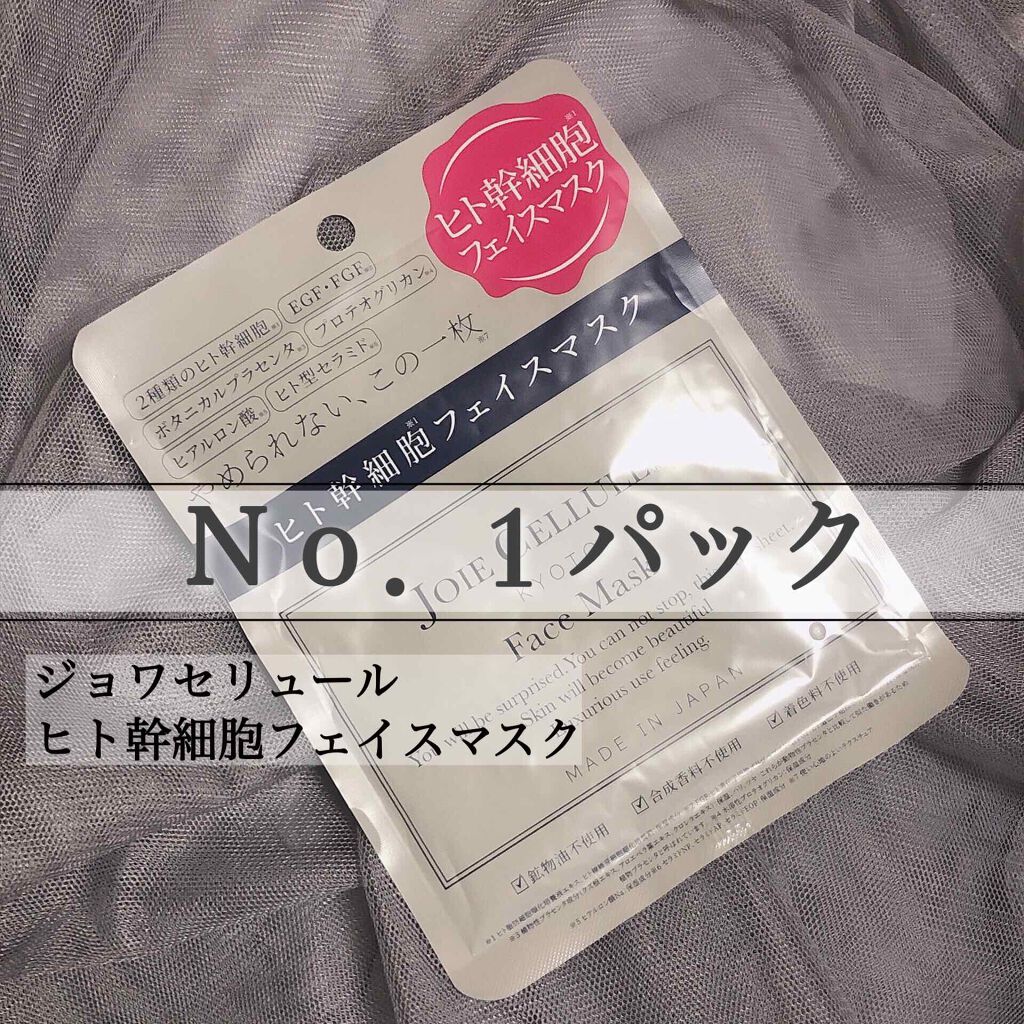 ヒト幹細胞※1
フェイスマスク
2種類のヒト幹細胞
EGF・FGF
ボタニカルプラセンタ
プロテオグリカン
ヒアルロン酸
ヒト型セラミド
やめられない、この一枚※7
ヒト幹細胞※1フェイスマスク
No. 1パック
JOIE CELLULE
KYOTO
Face Mask
You'll be surprised. You can not stop, this sheet.
Skin will become beautiful
luxurious use feeling
MADE IN JAPAN
ジョワセリュール
ヒト幹細胞フェイスマスク
鉱物油不使用
合成香料不使用
着色料不使用